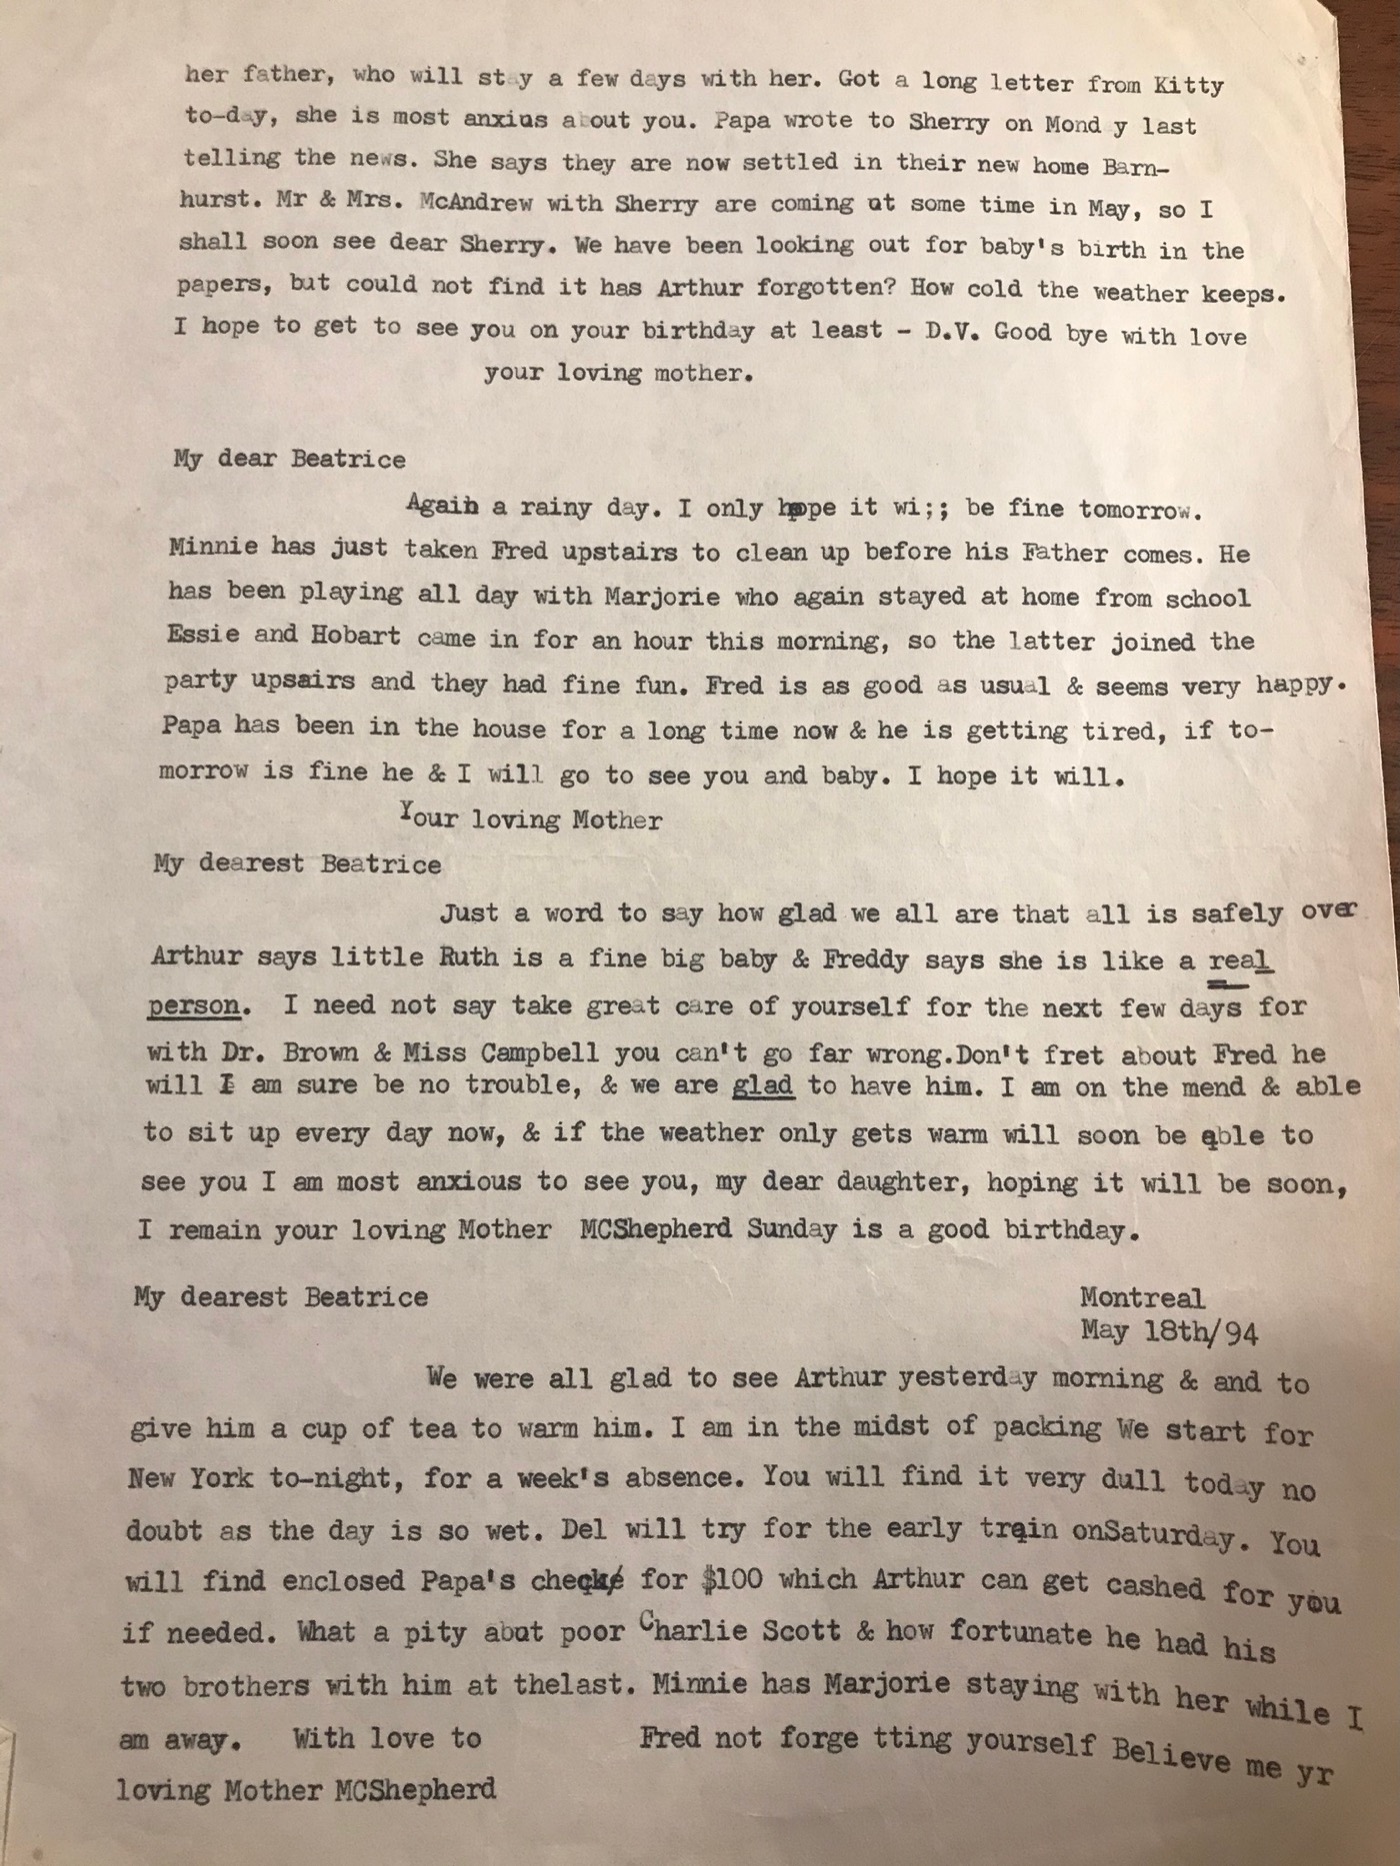 her father, who will stay a few days with her. Got a long letter from Kitty
to-day, she is most anxius about you. Papa wrote to Sherry on Mond y last
telling the news. She says they are now settled in their new home Barn-
hurst. Mr & Mrs. McAndrew with Sherry are coming ut some time in May, so I
shall soon see dear Sherry. We have been looking out for baby's birth in the
papers, but could not find it has Arthur forgotten? How cold the weather keeps.
I hope to get to see you on your birthday at least - D.V. Good bye with love
your loving mother.
My dear Beatrice
Again a rainy day. I only hope it wi;; be fine tomorrow.
Minnie has just taken Fred upstairs to clean up before his Father comes. He
has been playing all day with Marjorie who again stayed at home from school
Essie and Hobart came in for an hour this morning, so the latter joined the
party upsairs and they had fine fun. Fred is as good as usual & seems very happy.
Papa has been in the house for a long time now & he is getting tired, if to-
morrow is fine he & I will go to see you and baby. I hope it will.
Your loving Mother
My dearest Beatrice
Just a word to say how glad we all are that all is safely over
Arthur says little Ruth is a fine big baby & Freddy says she is like a real
person. I need not say take great care of yourself for the next few days for
with Dr. Brown & Miss Campbell you can't go far wrong.Don't fret about Fred he
will I am sure be no trouble, & we are glad to have him. I am on the mend & able
to sit up every day now, & if the weather only gets warm will soon be able to
see you I am most anxious to see you, my dear daughter, hoping it will be soon,
I remain your loving Mother MCShepherd Sunday is a good birthday.
My dearest Beatrice Montreal
May 18th/94
We were all glad to see Arthur yesterday morning & and to
give him a cup of tea to warm him. I am in the midst of packing We start for
New York to-night, for a week's absence. You will find it very dull today no
doubt as the day is so wet. Del will try for the early train onSaturday. You
will find enclosed Papa's check for $100 which Arthur can get cashed for you
if needed. What a pity abut poor Charlie Scott & how fortunate he had his
two brothers with him at thelast. Minnie has Marjorie staying with her while I
am away. With love to Fred not forge tting yourself Believe me yr
loving Mother MCShepherd